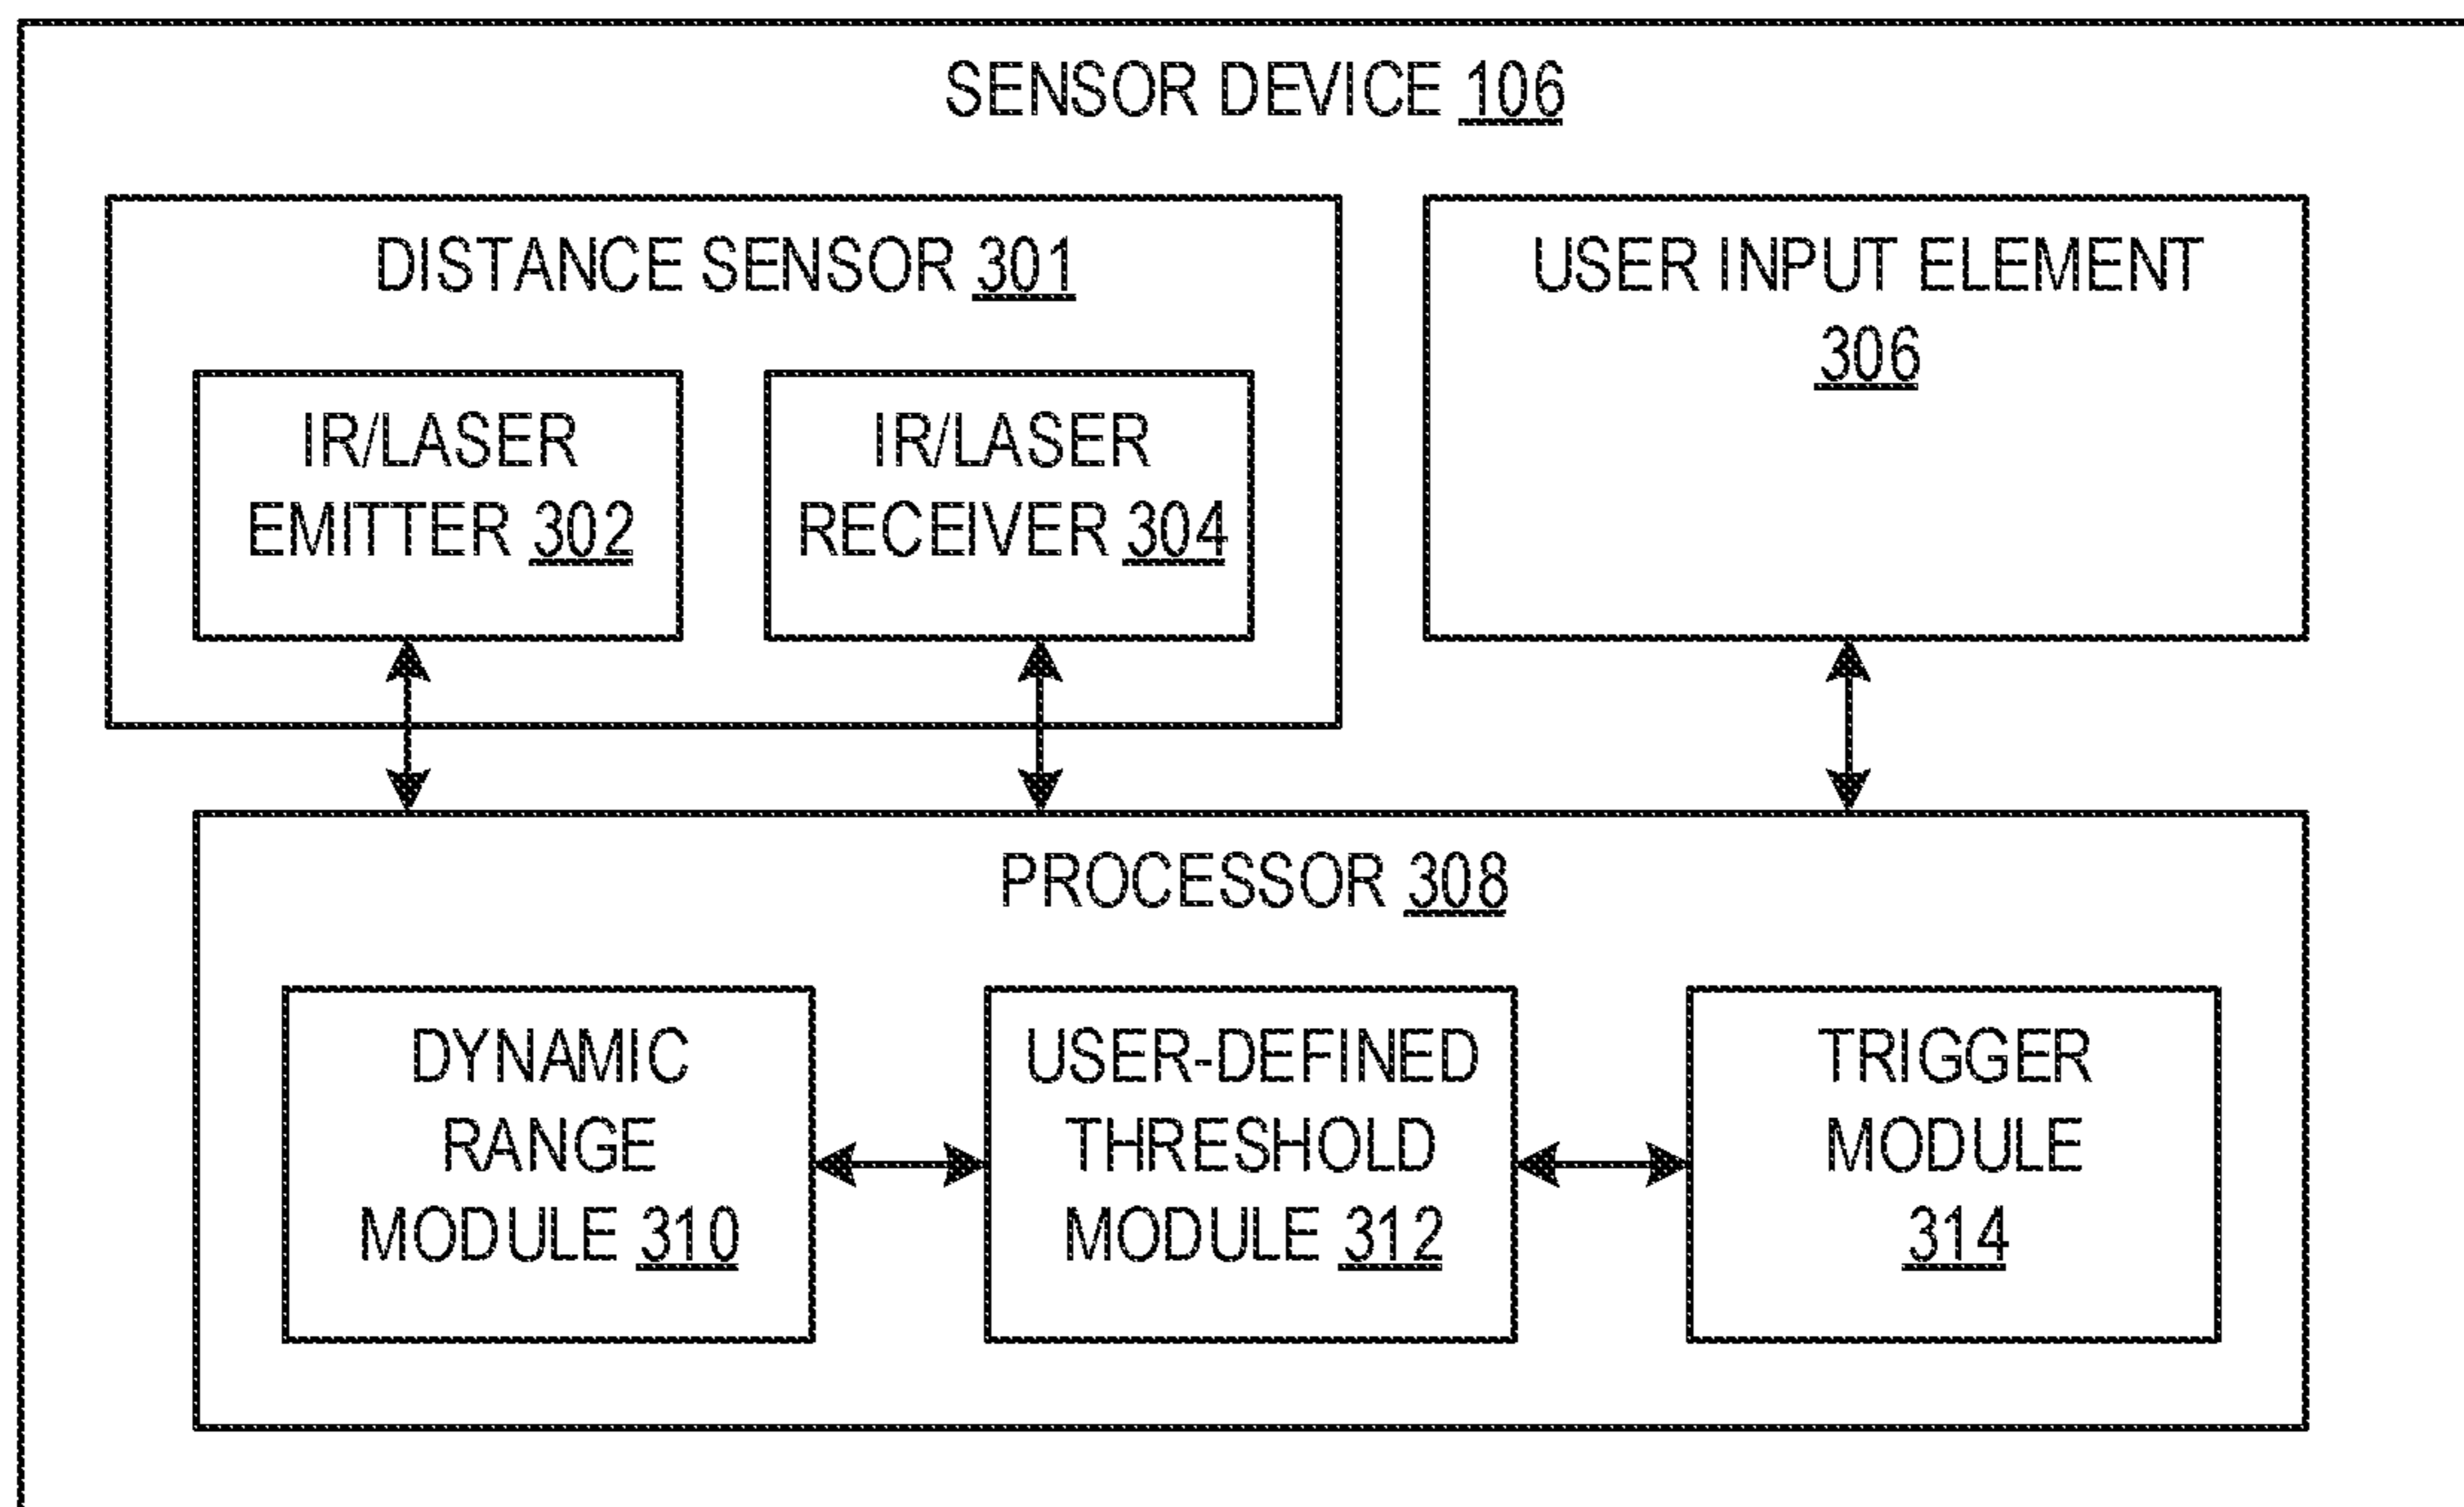 SENSOR DEVICE 106
DISTANCE SENSOR 301
IR/LASER
EMITTER 302
IR/LASER
RECEIVER 304
USER INPUT ELEMENT
306
PROCESSOR 308
DYNAMIC
RANGE
MODULE 310
USER-DEFINED
THRESHOLD
MODULE 312
TRIGGER
MODULE
314